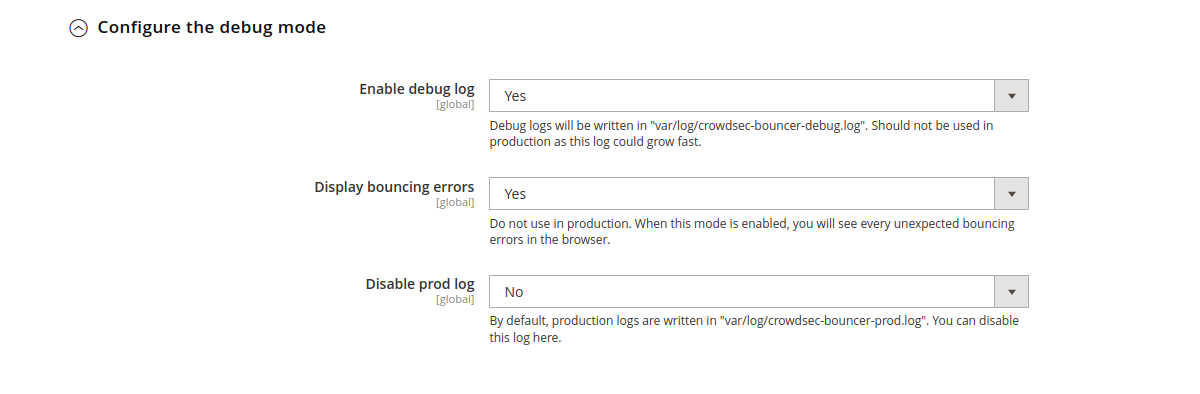 Configure the debug mode
Enable debug log
[global]
Yes
Debug logs will be written in "var/log/crowdsec-bouncer-debug.log". Should not be used in
production as this log could grow fast.
Display bouncing errors
[global]
Yes
Do not use in production. When this mode is enabled, you will see every unexpected bouncing
errors in the browser.
Disable prod log
[global]
No
By default, production logs are written in "var/log/crowdsec-bouncer-prod.log". You can disable
this log here.